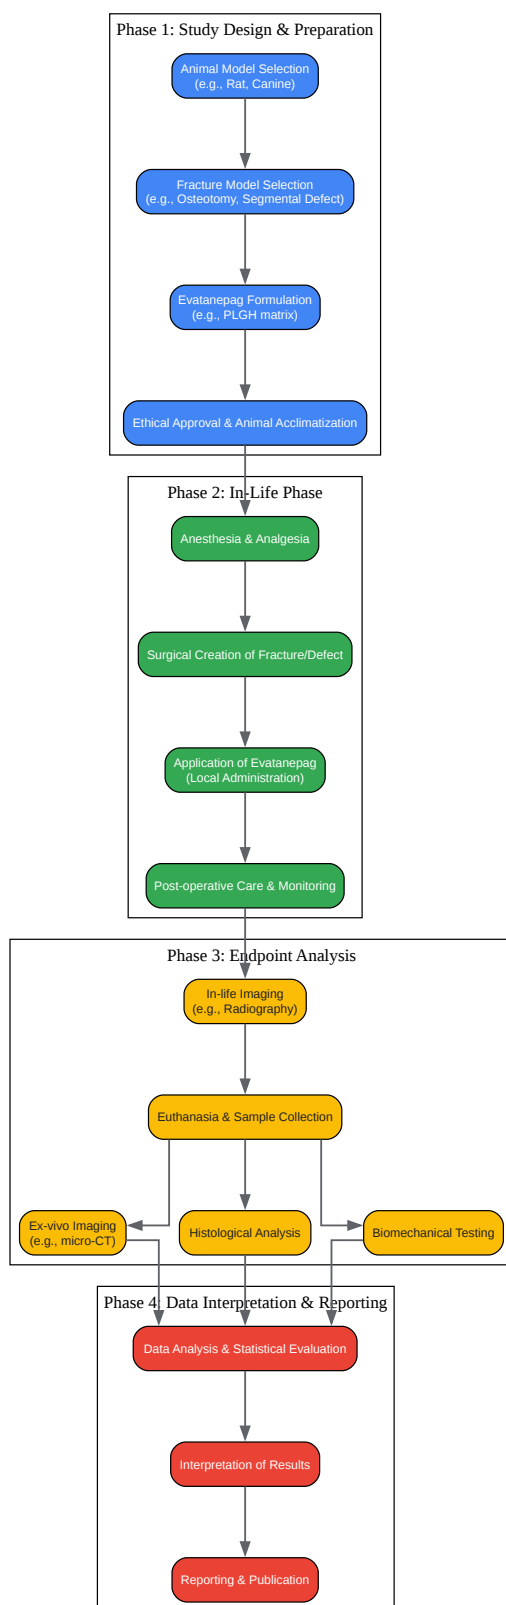 Phase 1: Study Design & Preparation
Animal Model Selection
(e.g., Rat, Canine)
Fracture Model Selection
(e.g., Osteotomy, Segmental Defect)
Evatanepag Formulation
(e.g., PLGH matrix)
Ethical Approval & Animal Acclimatization
Phase 2: In-Life Phase
Anesthesia & Analgesia
Surgical Creation of Fracture/Defect
Application of Evatanepag
(Local Administration)
Post-operative Care & Monitoring
Phase 3: Endpoint Analysis
In-life Imaging
(e.g., Radiography)
Euthanasia & Sample Collection
Ex-vivo Imaging
(e.g., micro-CT)
Histological Analysis
Biomechanical Testing
Phase 4: Data Interpretation & Reporting
Data Analysis & Statistical Evaluation
Interpretation of Results
Reporting & Publication